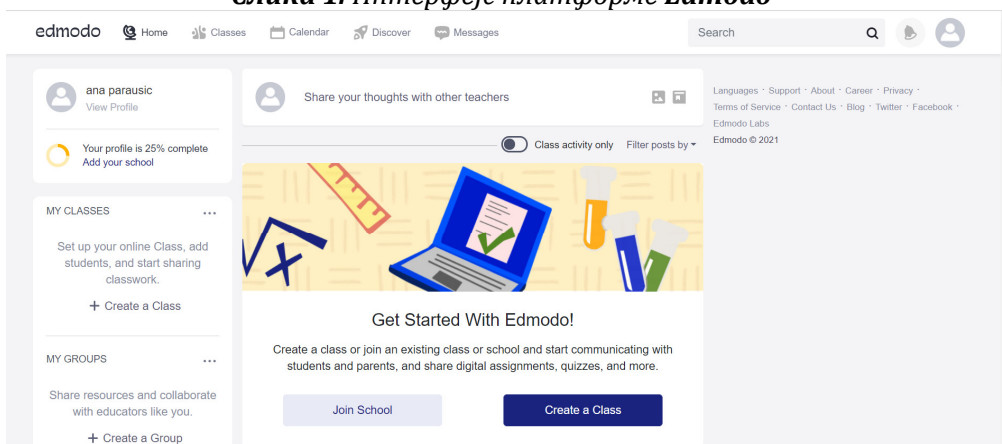 Слика 1. Интерфејс платформе Edmodo
edmodo Home Classes Calendar Discover Messages Search
ana parausic
View Profile
Your profile is 25% complete
Add your school
MY CLASSES ...
Set up your online Class, add
students, and start sharing
classwork.
+ Create a Class
MY GROUPS ...
Share resources and collaborate
with educators like you.
+ Create a Group
Share your thoughts with other teachers
Class activity only Filter posts by
Get Started With Edmodo!
Create a class or join an existing class or school and start communicating with
students and parents, and share digital assignments, quizzes, and more.
Join School Create a Class
Languages · Support · About · Career · Privacy ·
Terms of Service · Contact Us · Blog · Twitter · Facebook ·
Edmodo Labs
Edmodo © 2021